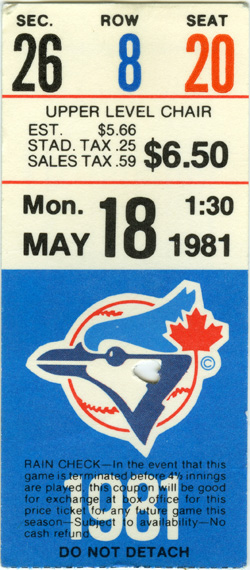 SEC. ROW SEAT
26 8 20
UPPER LEVEL CHAIR
EST. $5.66
STAD. TAX .25
SALES TAX .59 $6.50
Mon. 18 1:30
MAY 1981
©
RAIN CHECK—In the event that this
game is terminated before 4½ innings
are played, this coupon will be good
for exchange at box office for this
price ticket to any future game this
season—Subject to availability—No
cash refund
1981
DO NOT DETACH